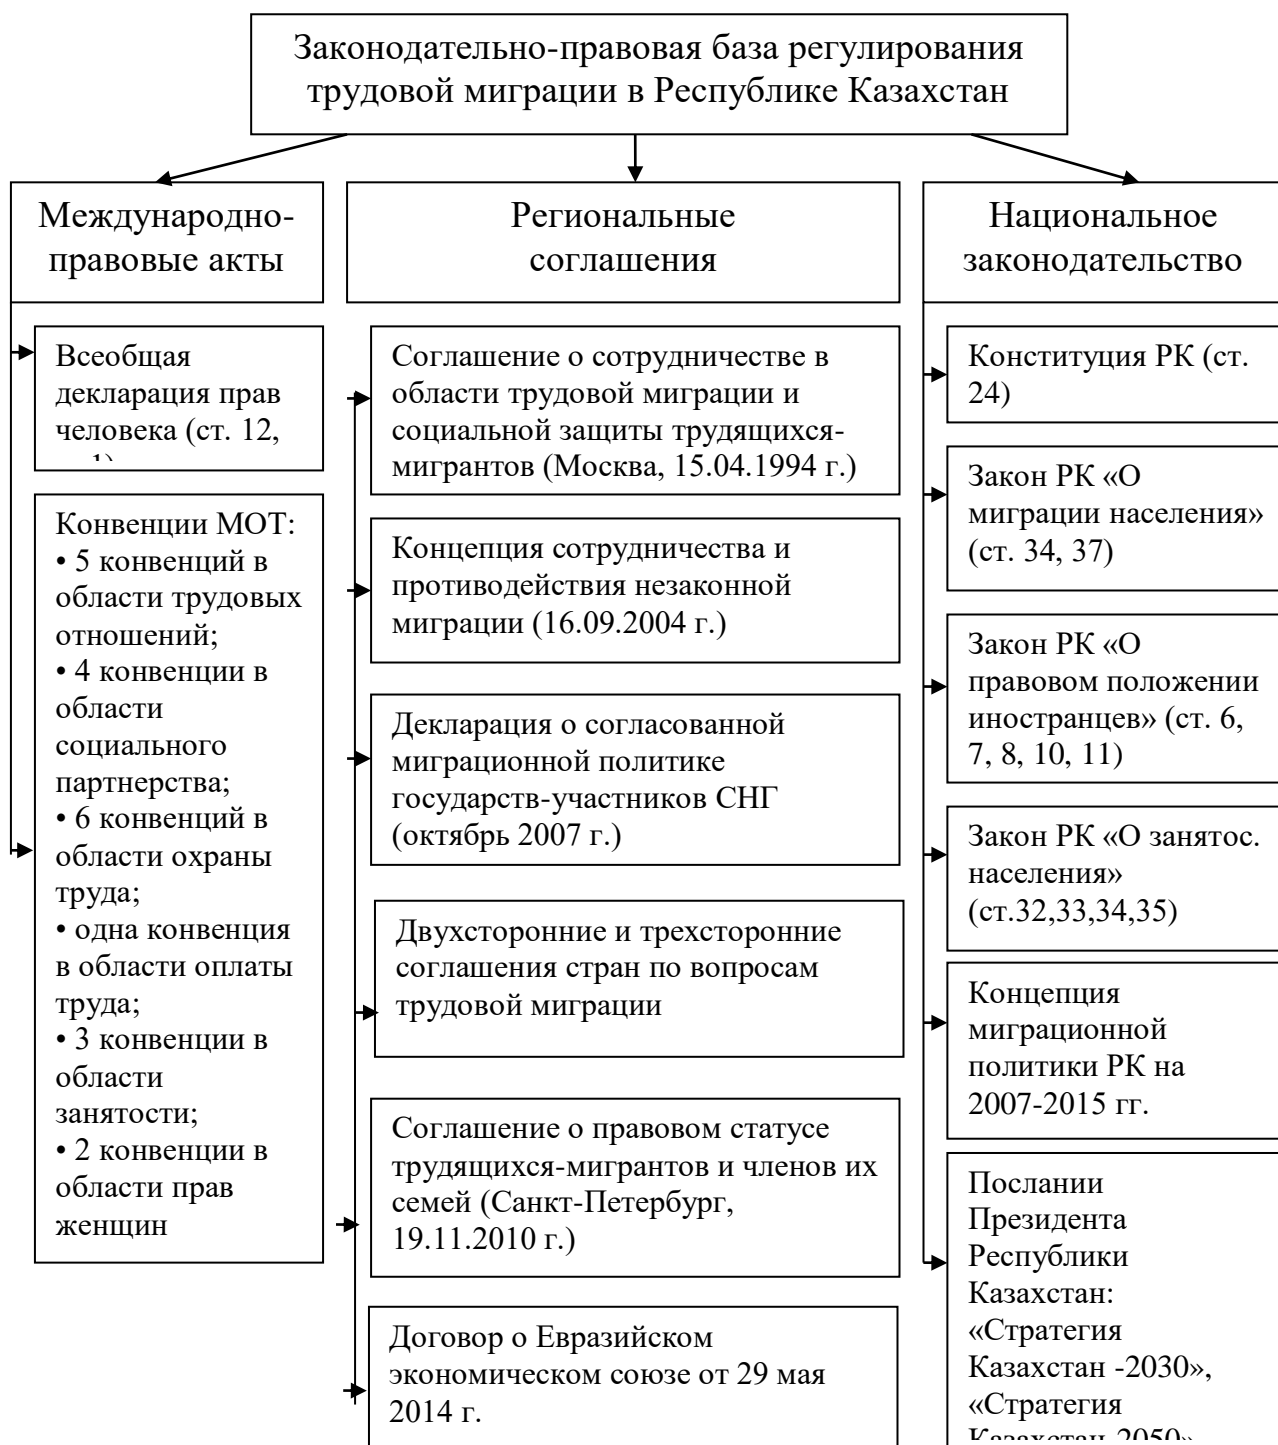 Законодательно-правовая база регулирования
трудовой миграции в Республике Казахстан
Международно-
правовые акты
Всеобщая
декларация прав
человека (ст. 12,
Конвенции МОТ:
• 5 конвенций в
области трудовых
отношений;
• 4 конвенции в
области
социального
партнерства;
• 6 конвенций в
области охраны
труда;
• одна конвенция
в области оплаты
труда;
• 3 конвенции в
области
занятости;
• 2 конвенции в
области прав
женщин
Региональные
соглашения
Соглашение о сотрудничестве в
области трудовой миграции и
социальной защиты трудящихся-
мигрантов (Москва, 15.04.1994 г.)
Концепция сотрудничества и
противодействия незаконной
миграции (16.09.2004 г.)
Декларация о согласованной
миграционной политике
государств-участников СНГ
(октябрь 2007 г.)
Двухсторонние и трехсторонние
соглашения стран по вопросам
трудовой миграции
Соглашение о правовом статусе
трудящихся-мигрантов и членов их
семей (Санкт-Петербург,
19.11.2010 г.)
Договор о Евразийском
экономическом союзе от 29 мая
2014 г.
Национальное
законодательство
Конституция РК (ст.
24)
Закон РК «О
миграции населения»
(ст. 34, 37)
Закон РК «О
правовом положении
иностранцев» (ст. 6,
7, 8, 10, 11)
Закон РК «О занятос.
населения»
(ст.32,33,34,35)
Концепция
миграционной
политики РК на
2007-2015 гг.
Послании
Президента
Республики
Казахстан:
«Стратегия
Казахстан -2030»,
«Стратегия
Казахстан-2050»